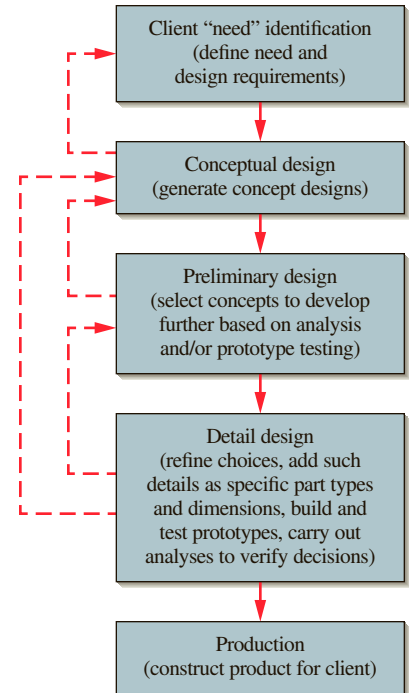 Client “need” identification
(define need and
design requirements)
Conceptual design
(generate concept designs)
Preliminary design
(select concepts to develop
further based on analysis
and/or prototype testing)
Detail design
(refine choices, add such
details as specific part types
and dimensions, build and
test prototypes, carry out
analyses to verify decisions)
Production
(construct product for client)